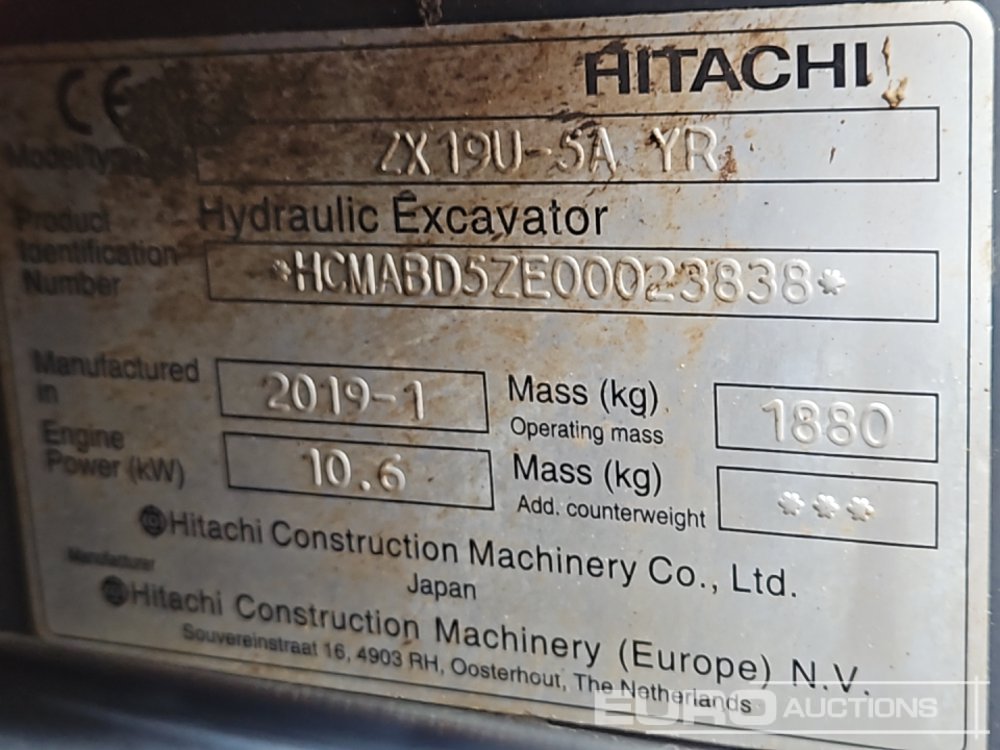 CE HITACHI
Model/Type ZX19U-5A YR
Hydraulic Excavator
Product
Identification
Number *HCMABD5ZE00023838*
Manufactured
in 2019-1
Mass (kg)
Operating mass 1880
Engine
Power (kW) 10.6
Mass (kg)
Add. counterweight ***
Hitachi Construction Machinery Co., Ltd.
Japan
Manufacturer
Hitachi Construction Machinery (Europe) N.V.
Souvereinstraat 16, 4903 RH, Oosterhout, The Netherlands
EURO AUCTIONS